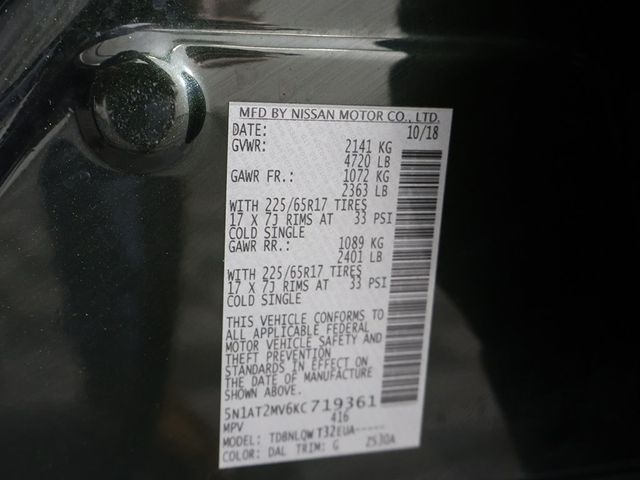 MFD BY NISSAN MOTOR CO., LTD.
DATE: 10/18
GVWR: 2141 KG
4720 LB
GAWR FR.: 1072 KG
2363 LB
WITH 225/65R17 TIRES
17 X 7J RIMS AT 33 PSI
COLD SINGLE
GAWR RR.: 1089 KG
2401 LB
WITH 225/65R17 TIRES
17 X 7J RIMS AT 33 PSI
COLD SINGLE
THIS VEHICLE CONFORMS TO
ALL APPLICABLE FEDERAL
MOTOR VEHICLE SAFETY AND
THEFT PREVENTION
STANDARDS IN EFFECT ON
THE DATE OF MANUFACTURE
SHOWN ABOVE.
5N1AT2MV6KC719361
MPV 416
MODEL: TDBNLQW T32EUA-----
COLOR: DAL TRIM: G Z530A